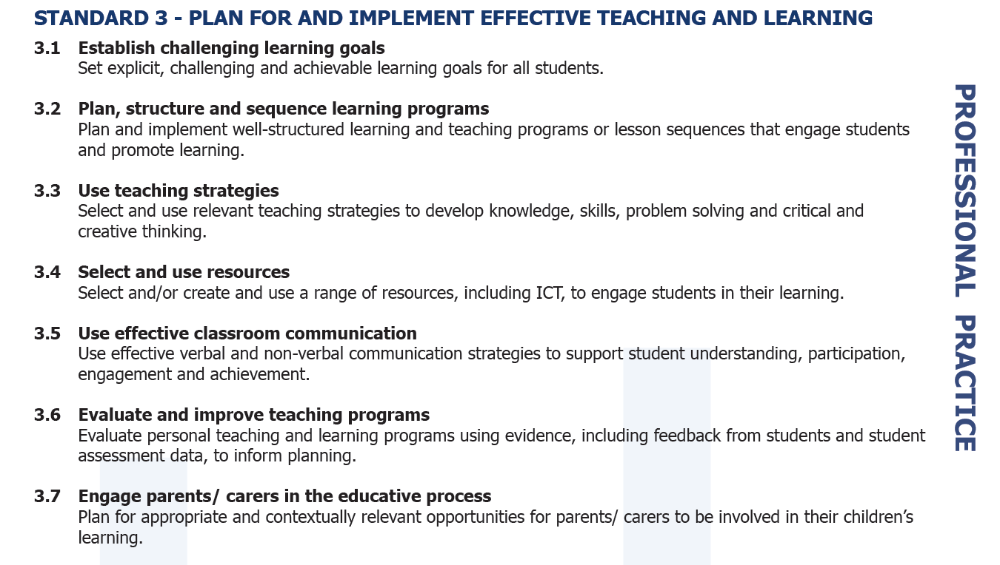 STANDARD 3 - PLAN FOR AND IMPLEMENT EFFECTIVE TEACHING AND LEARNING
3.1 Establish challenging learning goals
Set explicit, challenging and achievable learning goals for all students.
3.2 Plan, structure and sequence learning programs
Plan and implement well-structured learning and teaching programs or lesson sequences that engage students
and promote learning.
3.3 Use teaching strategies
Select and use relevant teaching strategies to develop knowledge, skills, problem solving and critical and
creative thinking.
3.4 Select and use resources
Select and/or create and use a range of resources, including ICT, to engage students in their learning.
3.5 Use effective classroom communication
Use effective verbal and non-verbal communication strategies to support student understanding, participation,
engagement and achievement.
3.6 Evaluate and improve teaching programs
Evaluate personal teaching and learning programs using evidence, including feedback from students and student
assessment data, to inform planning.
3.7 Engage parents/ carers in the educative process
Plan for appropriate and contextually relevant opportunities for parents/ carers to be involved in their children’s
learning.
PROFESSIONAL PRACTICE